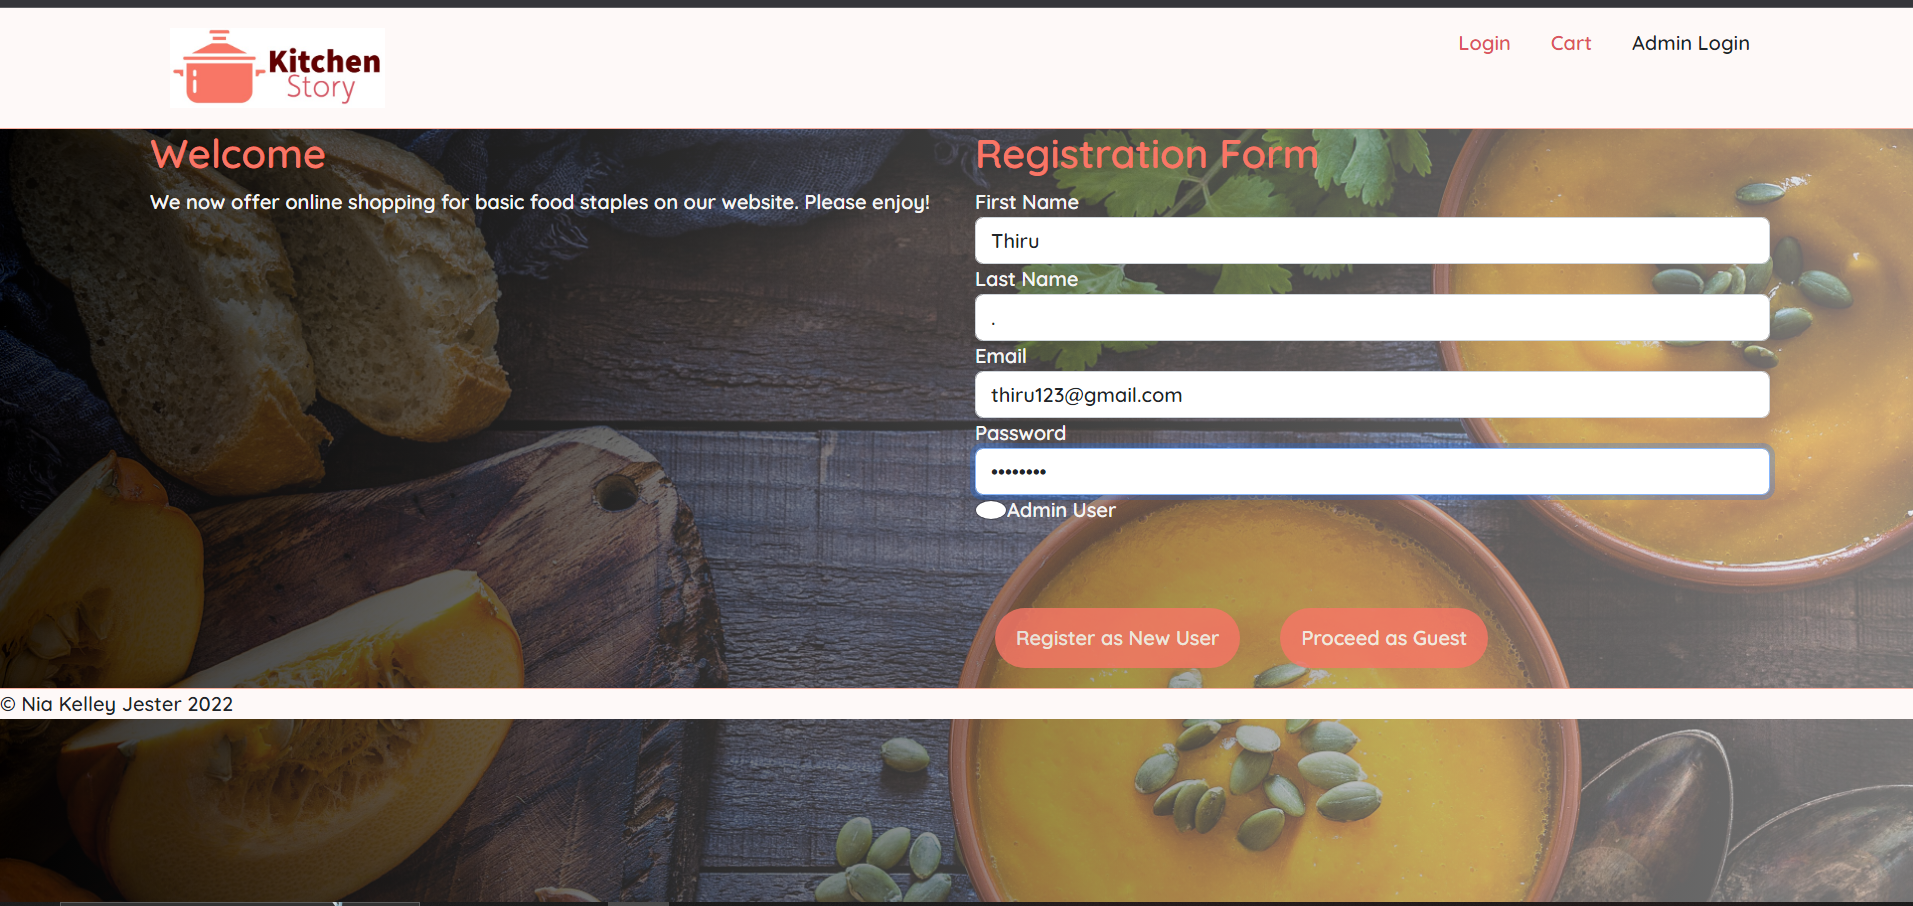 Kitchen
Story
Login
Cart
Admin Login
Welcome
We now offer online shopping for basic food staples on our website. Please enjoy!
Registration Form
First Name
Thiru
Last Name
.
Email
thiru123@gmail.com
Password
••••••••
Admin User
Register as New User
Proceed as Guest
© Nia Kelley Jester 2022